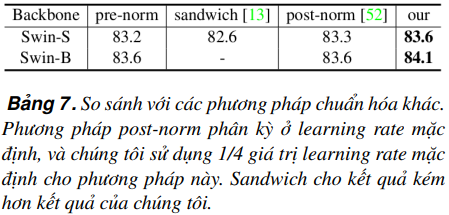 Backbone pre-norm sandwich [13] post-norm [52] our
Swin-S 83.2 82.6 83.3 83.6
Swin-B 83.6 - 83.6 84.1
Bảng 7. So sánh với các phương pháp chuẩn hóa khác.
Phương pháp post-norm phân kỳ ở learning rate mặc
định, và chúng tôi sử dụng 1/4 giá trị learning rate mặc
định cho phương pháp này. Sandwich cho kết quả kém
hơn kết quả của chúng tôi.